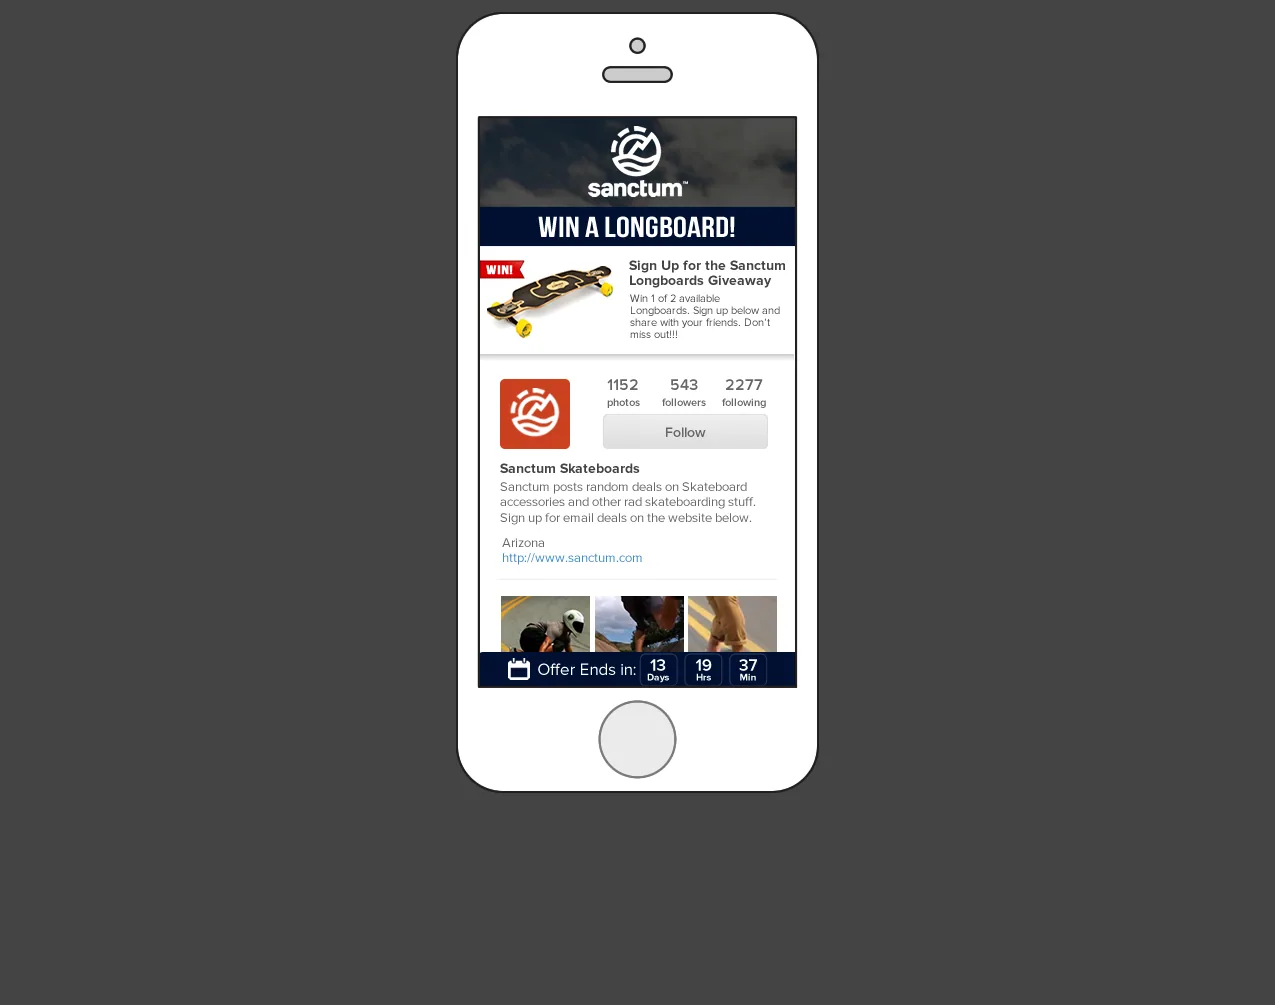 sanctum™
WIN A LONGBOARD!
WIN!
Sign Up for the Sanctum
Longboards Giveaway
Win 1 of 2 available
Longboards. Sign up below and
share with your friends. Don't
miss out!!!
1152 543 2277
photos followers following
Follow
Sanctum Skateboards
Sanctum posts random deals on Skateboard
accessories and other rad skateboarding stuff.
Sign up for email deals on the website below.
Arizona
http://www.sanctum.com
Offer Ends in: 13 19 37
Days Hrs Min